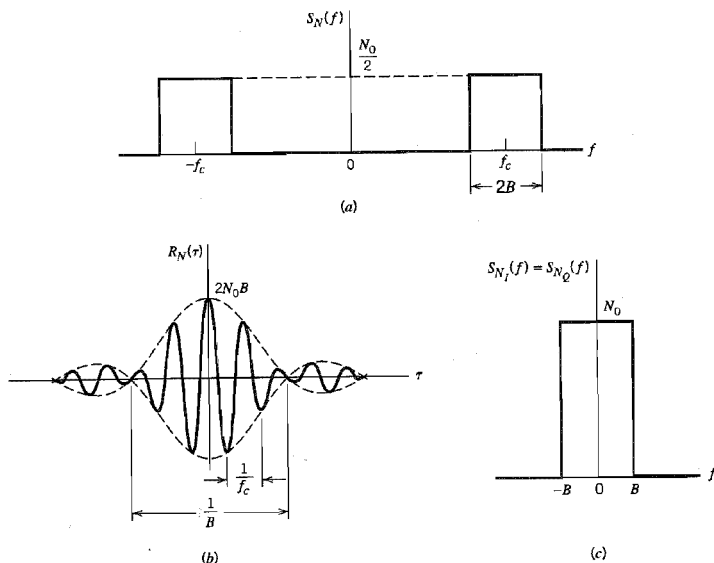 S_N(f)
N_0
2
-f_c
0
f_c
f
2B
(a)
R_N(τ)
2N_0B
τ
1
f_c
1
B
(b)
S_{N_I}(f) = S_{N_Q}(f)
N_0
-B
0
B
f
(c)